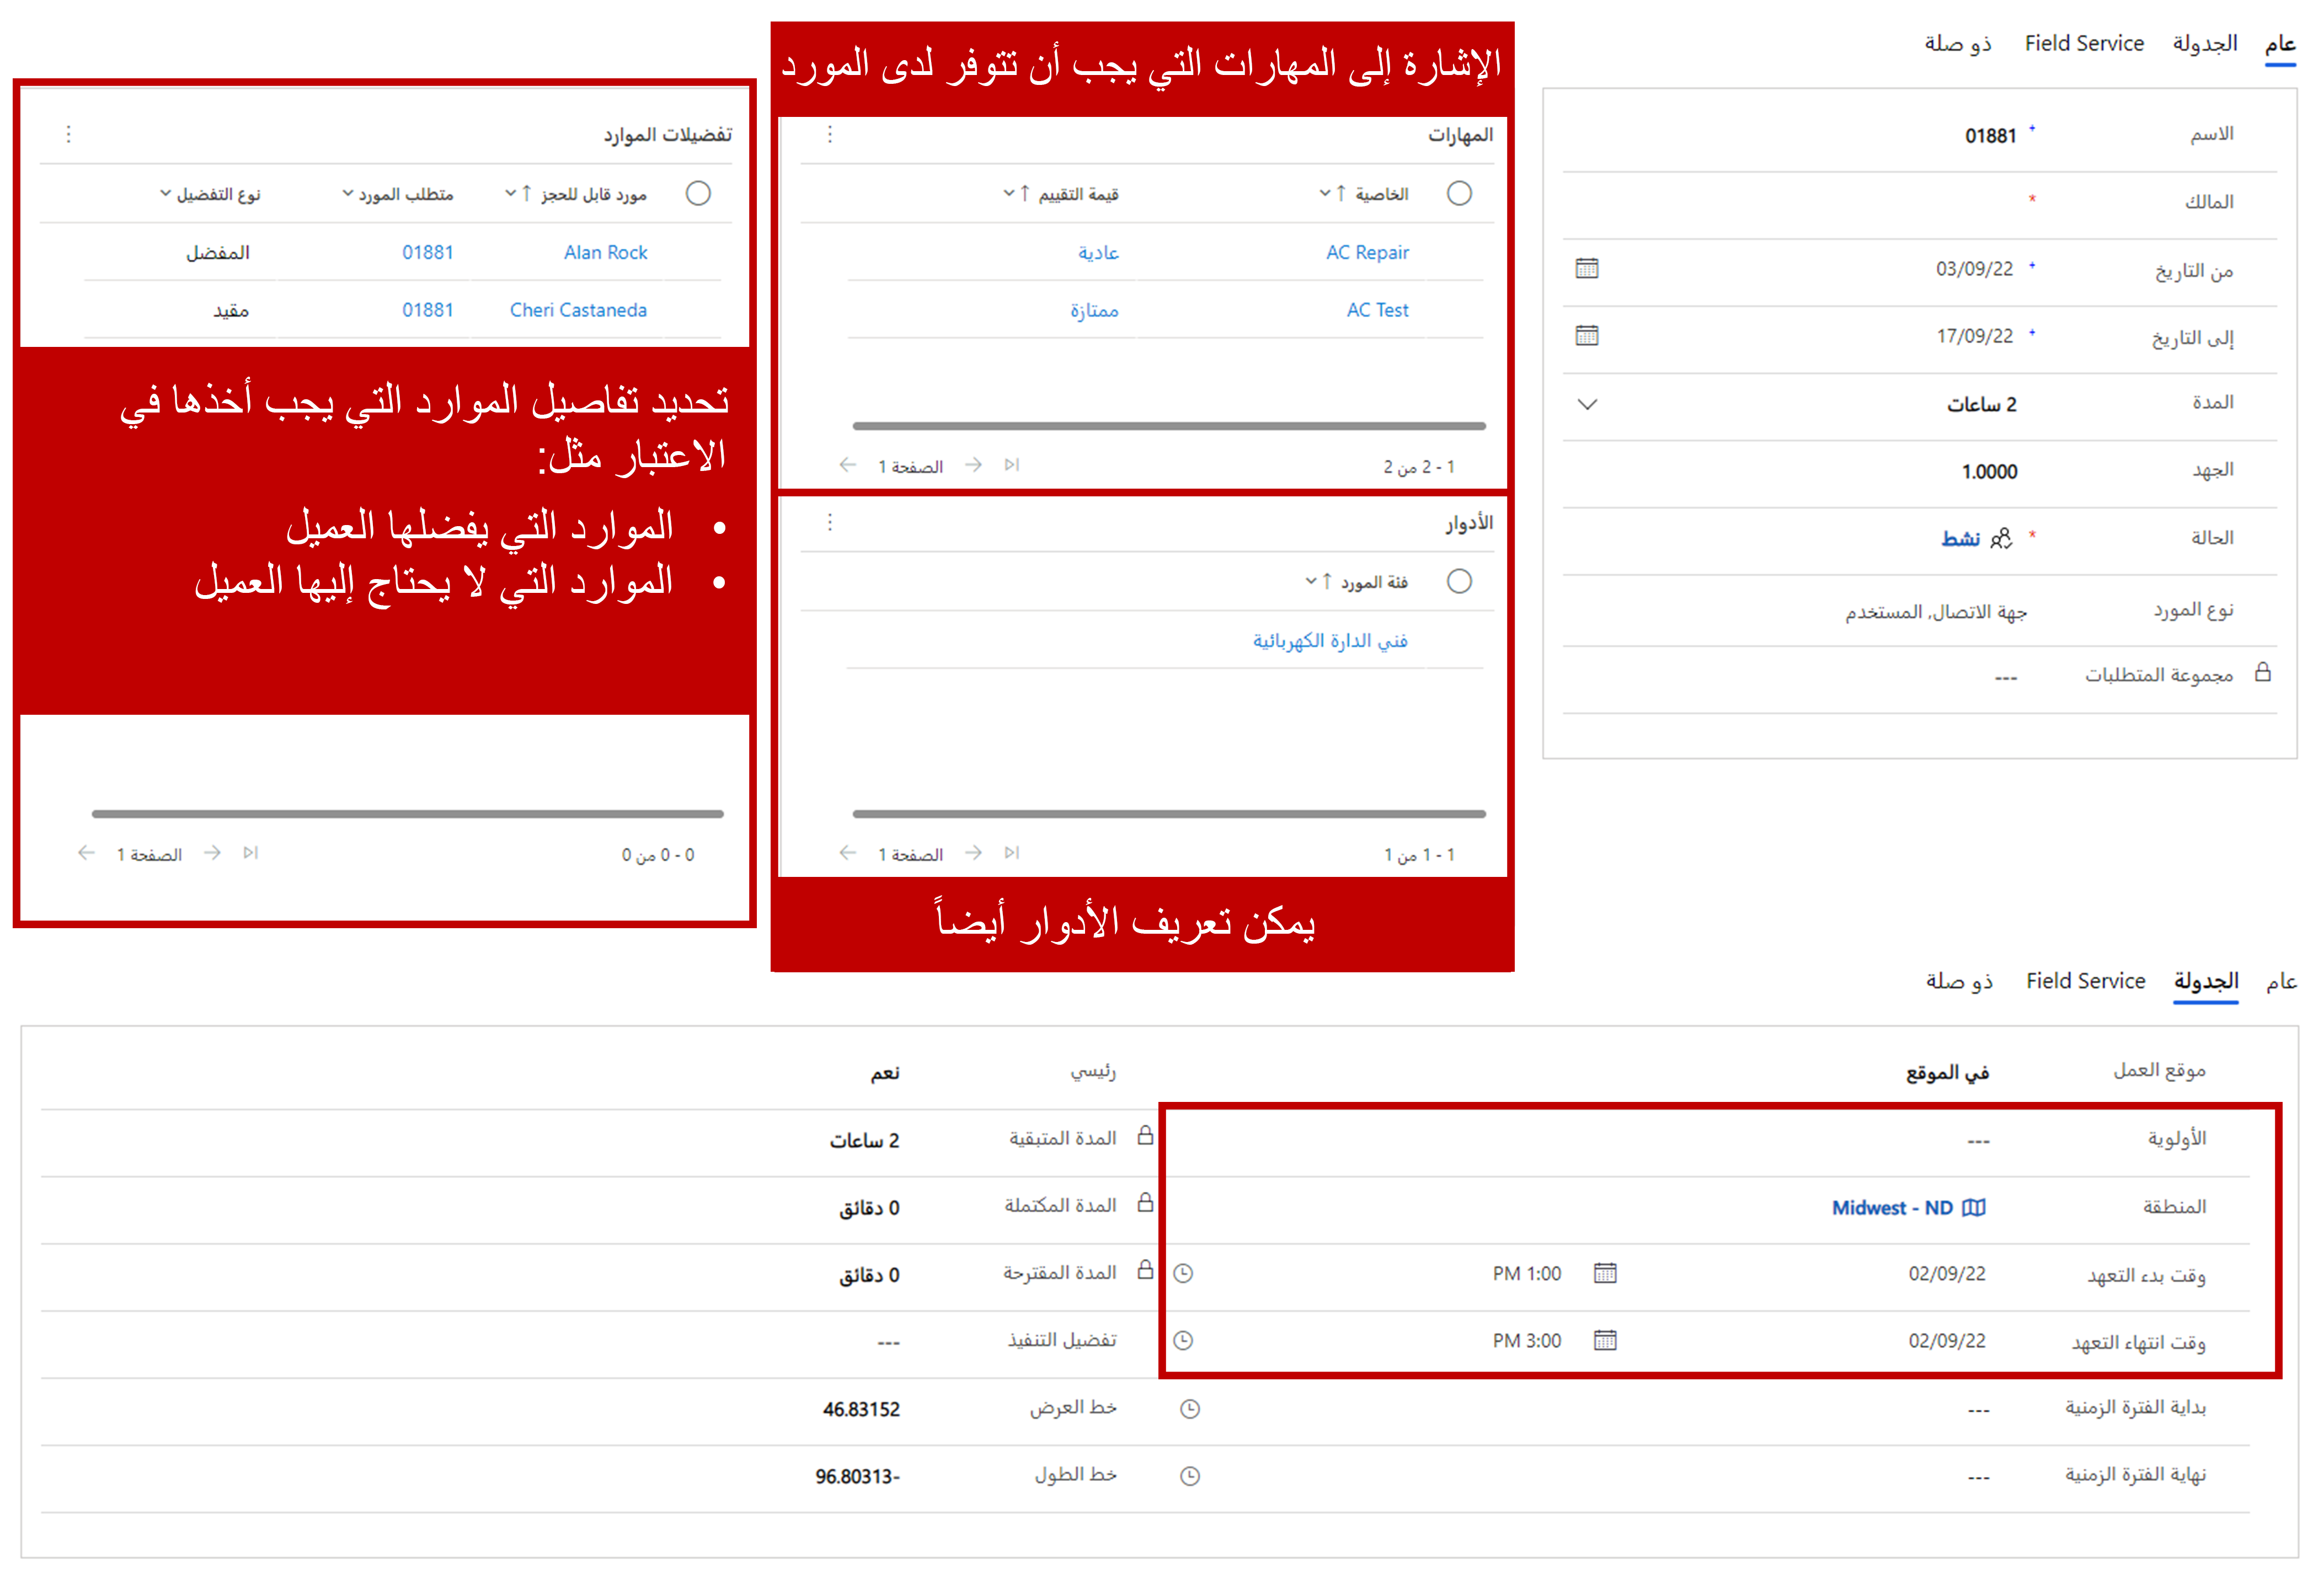 عام الجدولة Field Service ذو صلة
الاسم + 01881
المالك *
من التاريخ + 03/09/22
إلى التاريخ + 17/09/22
المدة 2 ساعات
الجهد 1.0000
الحالة * نشط
نوع المورد جهة الاتصال, المستخدم
مجموعة المتطلبات ---
الإشارة إلى المهارات التي يجب أن تتوفر لدى المورد
المهارات
الخاصية ↑ قيمة التقييم ↑
AC Repair عادية
AC Test ممتازة
1 - 2 من 2 الصفحة 1
الأدوار
فئة المورد ↑
فني الدارة الكهربائية
1 - 1 من 1 الصفحة 1
يمكن تعريف الأدوار أيضاً
تفضيلات الموارد
مورد قابل للحجز ↑ متطلب المورد نوع التفضيل
Alan Rock 01881 المفضل
Cheri Castaneda 01881 مقيد
تحديد تفاصيل الموارد التي يجب أخذها في
الاعتبار مثل:
• الموارد التي يفضلها العميل
• الموارد التي لا يحتاج إليها العميل
0 - 0 من 0 الصفحة 1
عام الجدولة Field Service ذو صلة
موقع العمل في الموقع رئيسي نعم
الأولوية --- المدة المتبقية 2 ساعات
المنطقة Midwest - ND المدة المكتملة 0 دقائق
وقت بدء التعهد 02/09/22 PM 1:00 المدة المقترحة 0 دقائق
وقت انتهاء التعهد 02/09/22 PM 3:00 تفضيل التنفيذ ---
بداية الفترة الزمنية --- خط العرض 46.83152
نهاية الفترة الزمنية --- خط الطول 96.80313-